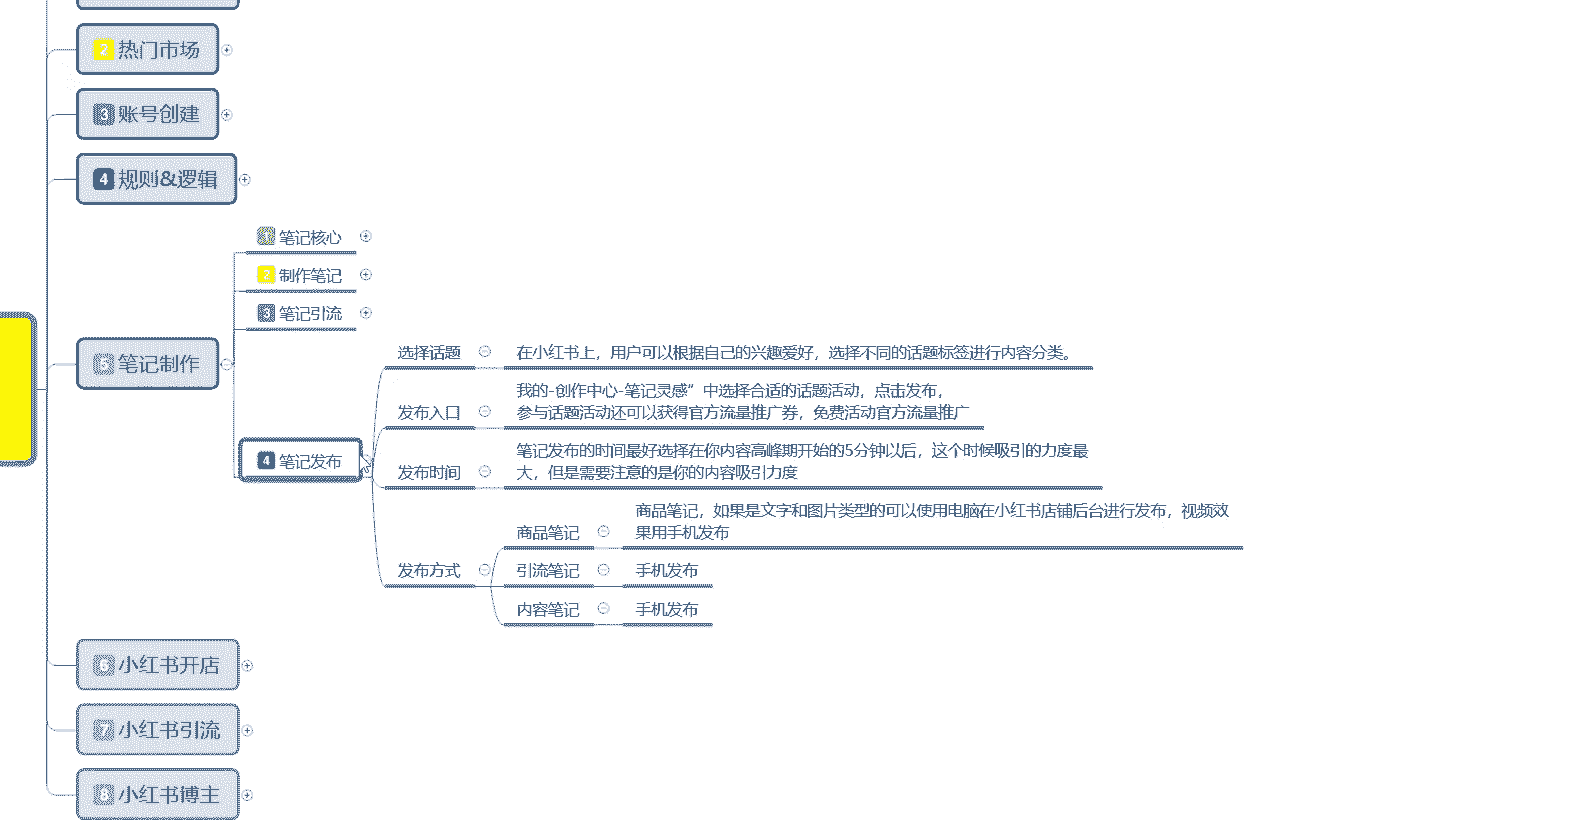 2 热门市场
3 账号创建
4 规则&逻辑
5 笔记制作
1 笔记核心
2 制作笔记
3 笔记引流
4 笔记发布
选择话题
在小红书上，用户可以根据自己的兴趣爱好，选择不同的话题标签进行内容分类。
发布入口
我的-创作中心-笔记灵感”中选择合适的话题活动，点击发布，
参与话题活动还可以获得官方流量推广券，免费活动官方流量推广
发布时间
笔记发布的时间最好选择在你内容高峰期开始的5分钟以后，这个时候吸引的力度最
大，但是需要注意的是你的内容吸引力度
发布方式
商品笔记
商品笔记，如果是文字和图片类型的可以使用电脑在小红书店铺后台进行发布，视频效
果用手机发布
引流笔记
手机发布
内容笔记
手机发布
6 小红书开店
7 小红书引流
8 小红书博主